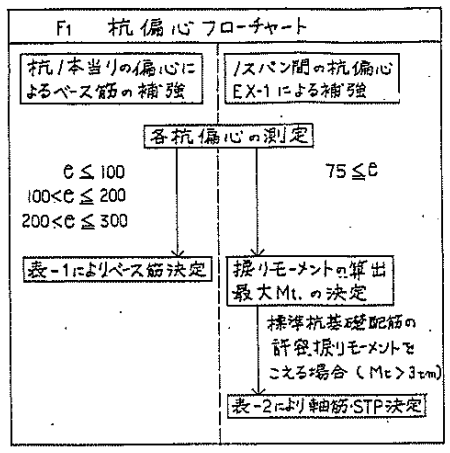 F1 杭偏心フローチャート
杭1本当りの偏心に
よるベース筋の補強
1スパン間の杭偏心
EX-1による補強
各杭偏心の測定
e≦100
100<e≦200
200<e≦300
75≦e
表-1によりベース筋決定
捩りモーメントの算出
最大Mt.の決定
標準杭基礎配筋の
許容捩りモーメントを
こえる場合(Mt>3tm)
表-2により軸筋・STP決定